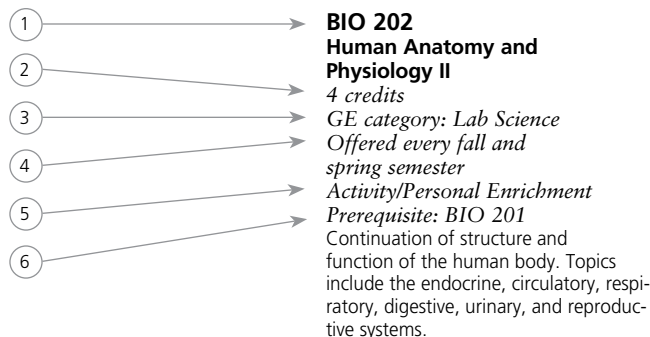 1
BIO 202
Human Anatomy and
2
Physiology II
4 credits
3
GE category: Lab Science
Offered every fall and
4
spring semester
Activity/Personal Enrichment
5
Prerequisite: BIO 201
Continuation of structure and
6
function of the human body. Topics
include the endocrine, circulatory, respi-
ratory, digestive, urinary, and reproduc-
tive systems.